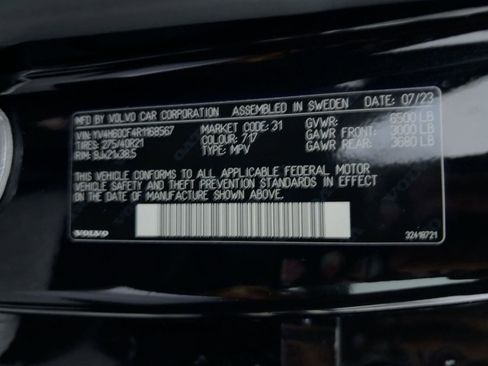 MFD BY VOLVO CAR CORPORATION ASSEMBLED IN SWEDEN DATE: 07/23
VIN: YV4H60CF4R1168567 MARKET CODE: 31 GVWR: 6500 LB
TIRES: 275/40R21 COLOUR: 717 GAWR FRONT: 3000 LB
RIM: 9Jx21x38.5 TYPE: MPV GAWR REAR: 3680 LB
THIS VEHICLE CONFORMS TO ALL APPLICABLE FEDERAL MOTOR
VEHICLE SAFETY AND THEFT PREVENTION STANDARDS IN EFFECT
ON THE DATE OF MANUFACTURE SHOWN ABOVE.
VOLVO 32418721